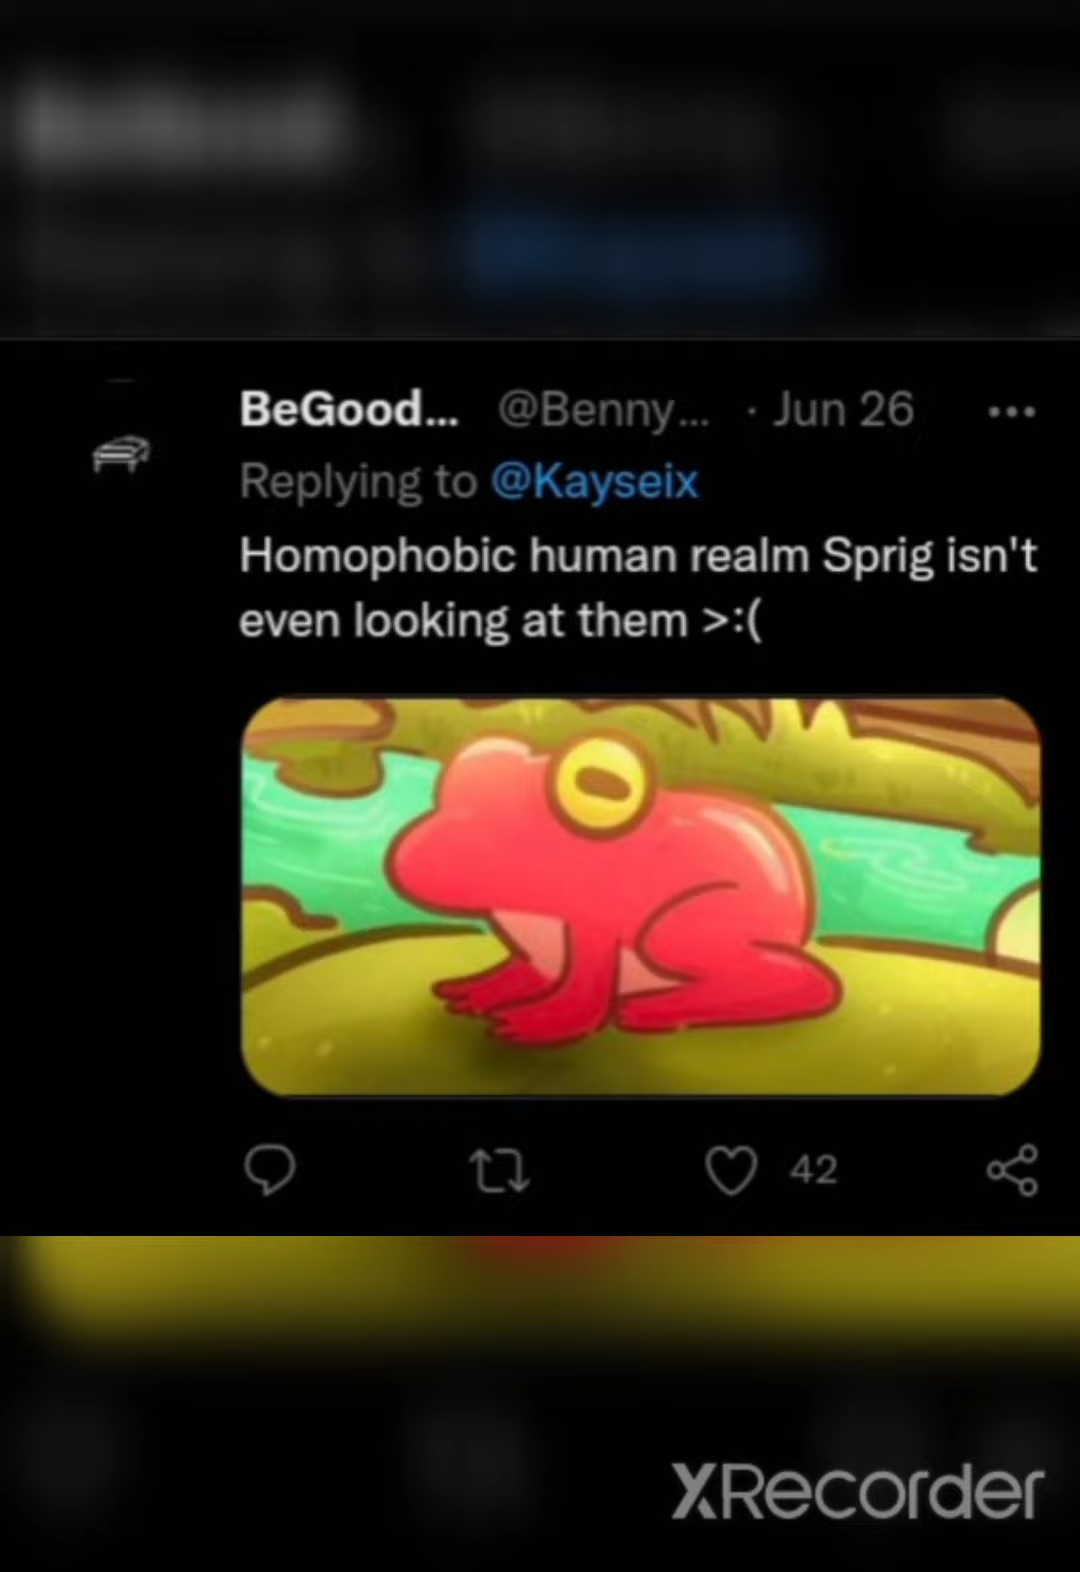 BeGood... @Benny... · Jun 26
Replying to @Kayseix
Homophobic human realm Sprig isn't
even looking at them >:(
42
XRecorder